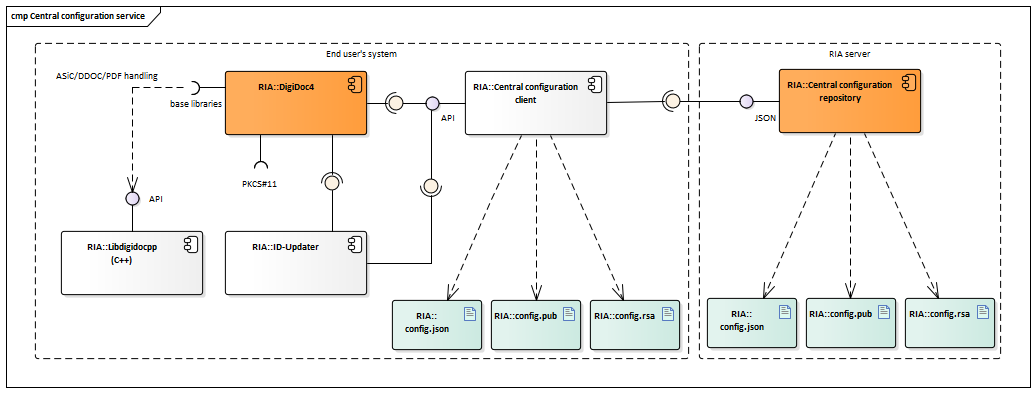 cmp Central configuration service
End user's system
RIA server
ASiC/DDOC/PDF handling
base libraries
RIA::DigiDoc4
API
RIA::Central configuration
client
JSON
RIA::Central configuration
repository
PKCS#11
API
RIA::Libdigidocpp
(C++)
RIA::ID-Updater
RIA::
config.json
RIA::config.pub
RIA::config.rsa
RIA::
config.json
RIA::config.pub
RIA::config.rsa